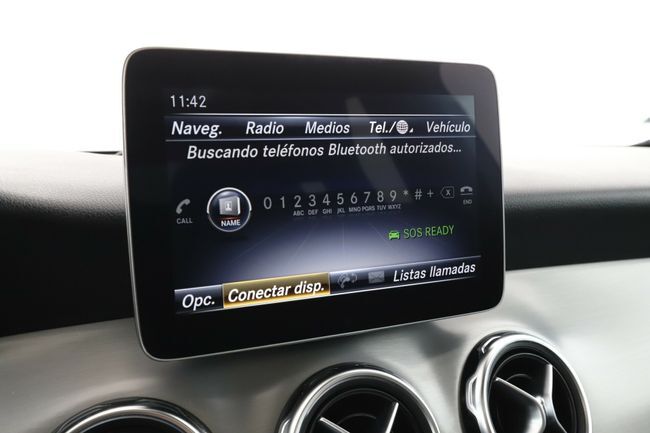 11:42
Naveg. Radio Medios Tel./ Vehículo
Buscando teléfonos Bluetooth autorizados...
CALL NAME 0 1 2 3 4 5 6 7 8 9 * # + END
ABC DEF GHI JKL MNO PQRS TUV WXYZ
SOS READY
Opc. Conectar disp. Listas llamadas